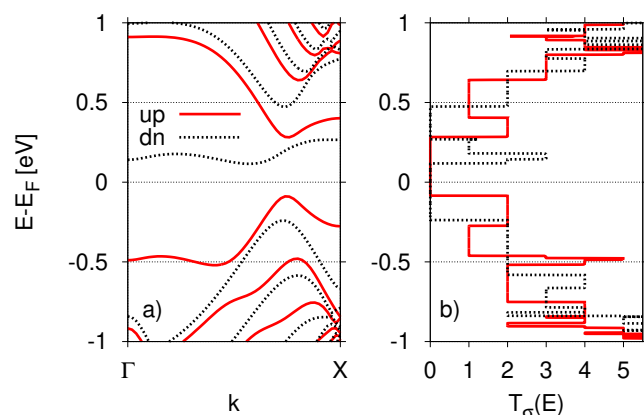 1
0.5
0
-0.5
-1
E-E_F [eV]
up
dn
a)
Γ
X
k
1
0.5
0
-0.5
-1
b)
0 1 2 3 4 5
T_σ(E)